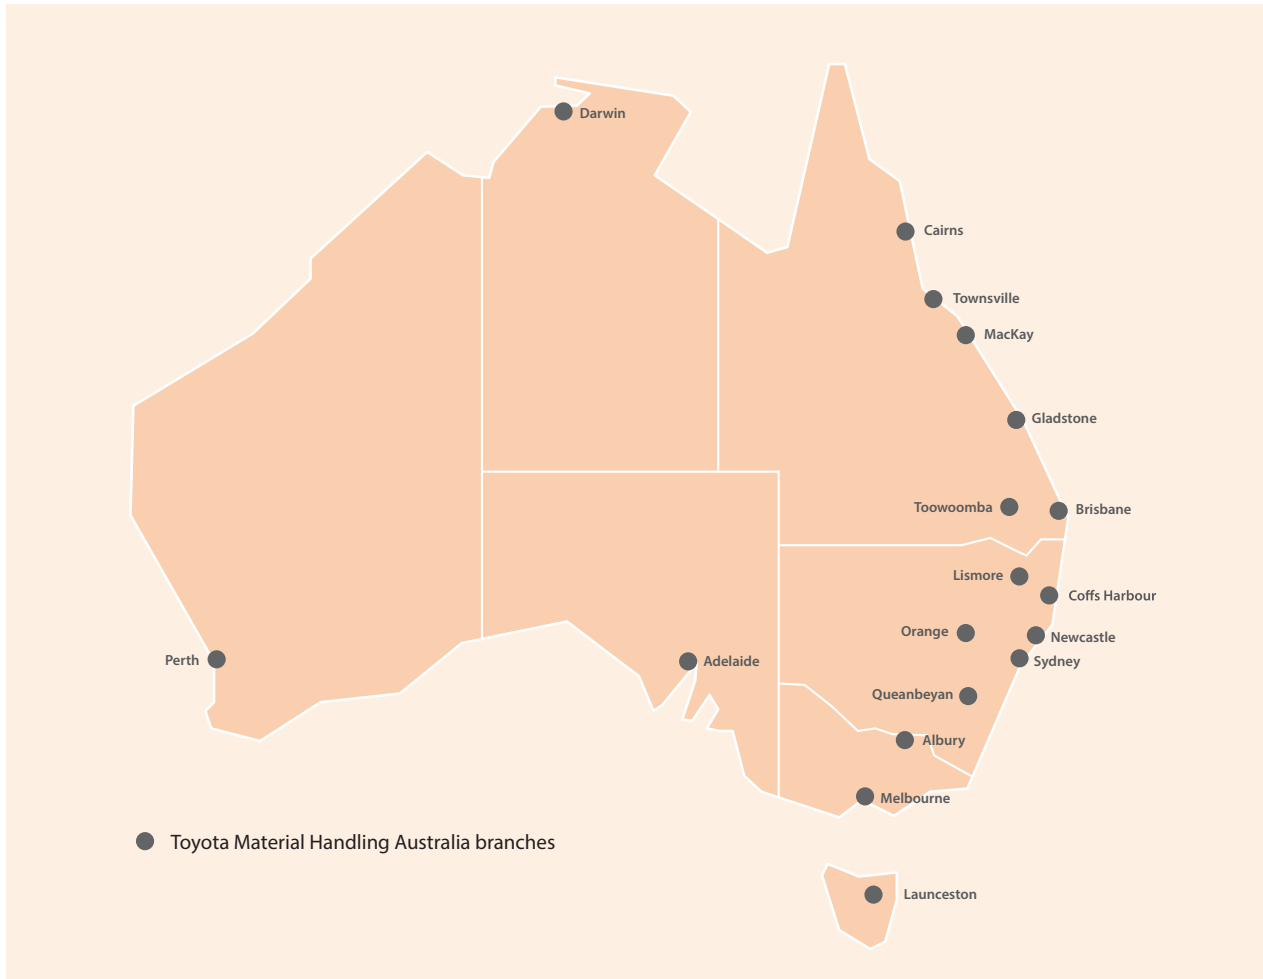 Darwin
Cairns
Townsville
MacKay
Gladstone
Toowoomba
Brisbane
Lismore
Coffs Harbour
Orange
Newcastle
Perth
Adelaide
Sydney
Queanbeyan
Albury
Melbourne
Toyota Material Handling Australia branches
Launceston